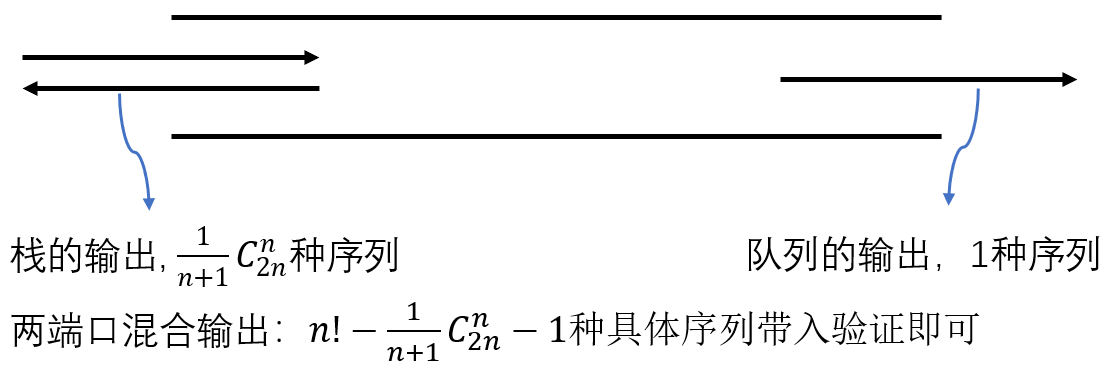 栈的输出,$\frac{1}{n+1}C_{2n}^{n}$种序列
队列的输出，1种序列
两端口混合输出：$n!-\frac{1}{n+1}C_{2n}^{n}-1$种具体序列带入验证即可